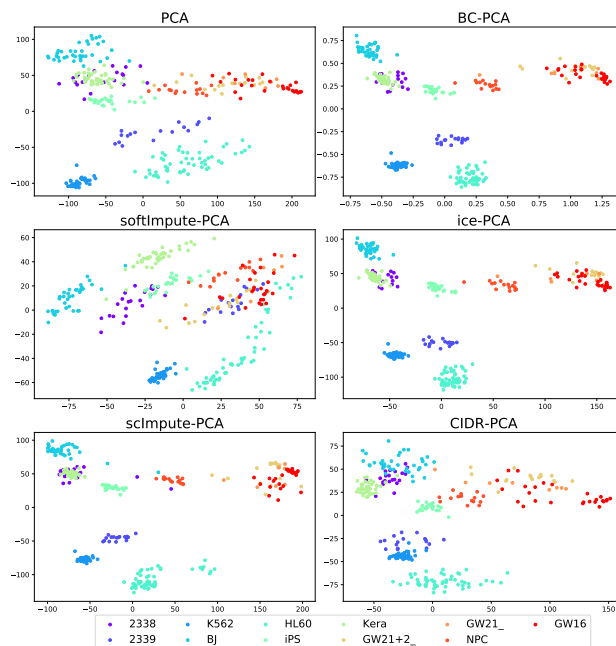 PCA
BC-PCA
100
50
0
−50
−100
0.75
0.50
0.25
0.00
−0.25
−0.50
−0.75
−100 −50 0 50 100 150 200
−0.75 −0.50 −0.25 0.00 0.25 0.50 0.75 1.00 1.25
softImpute-PCA
ice-PCA
60
40
20
0
−20
−40
−60
100
50
0
−50
−100
−75 −50 −25 0 25 50 75
−50 0 50 100 150
scImpute-PCA
CIDR-PCA
100
50
0
−50
−100
75
50
25
0
−25
−50
−75
−100 −50 0 50 100 150 200
−50 0 50 100 150
2338 K562 HL60 Kera GW21_ GW16
2339 BJ iPS GW21+2_ NPC